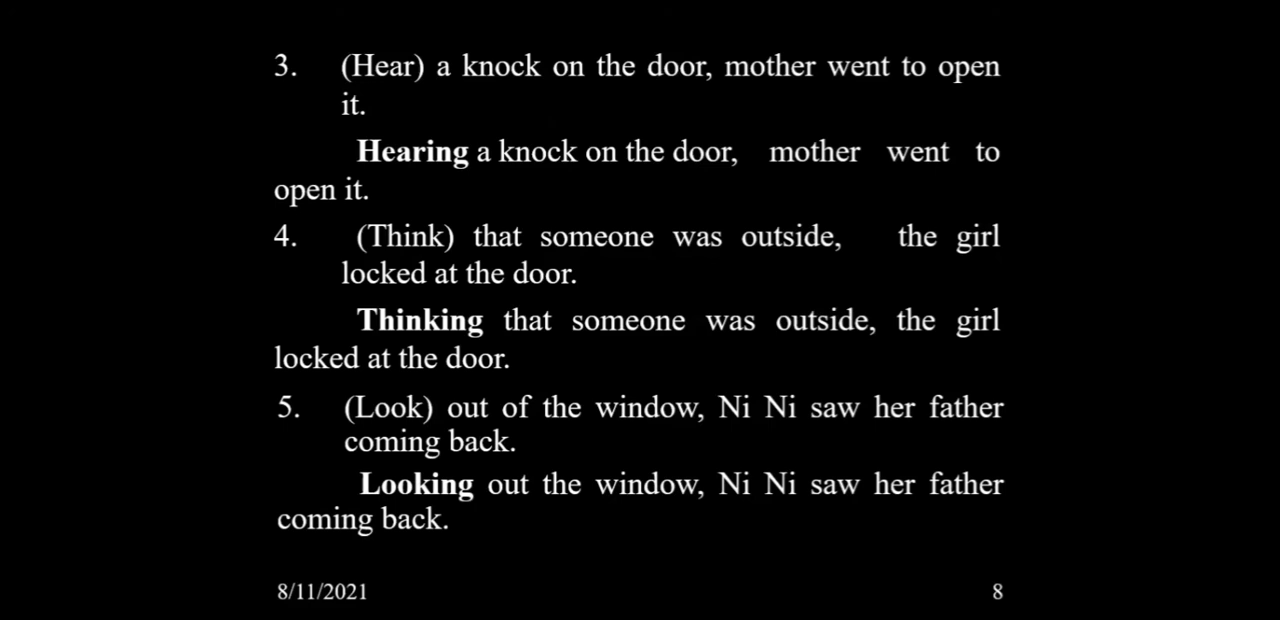 3. (Hear) a knock on the door, mother went to open
it.
Hearing a knock on the door, mother went to
open it.
4. (Think) that someone was outside, the girl
locked at the door.
Thinking that someone was outside, the girl
locked at the door.
5. (Look) out of the window, Ni Ni saw her father
coming back.
Looking out the window, Ni Ni saw her father
coming back.
8/11/2021 8